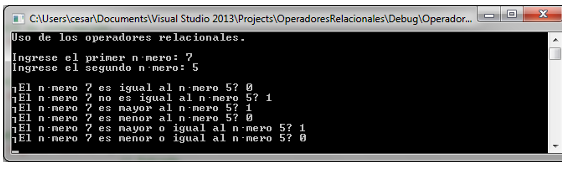 C:\Users\cesar\Documents\Visual Studio 2013\Projects\OperadoresRelacionales\Debug\Operador...
Uso de los operadores relacionales.
Ingrese el primer n·mero: 7
Ingrese el segundo n·mero: 5
┐El n·mero 7 es igual al n·mero 5? 0
┐El n·mero 7 no es igual al n·mero 5? 1
┐El n·mero 7 es mayor al n·mero 5? 1
┐El n·mero 7 es menor al n·mero 5? 0
┐El n·mero 7 es mayor o igual al n·mero 5? 1
┐El n·mero 7 es menor o igual al n·mero 5? 0